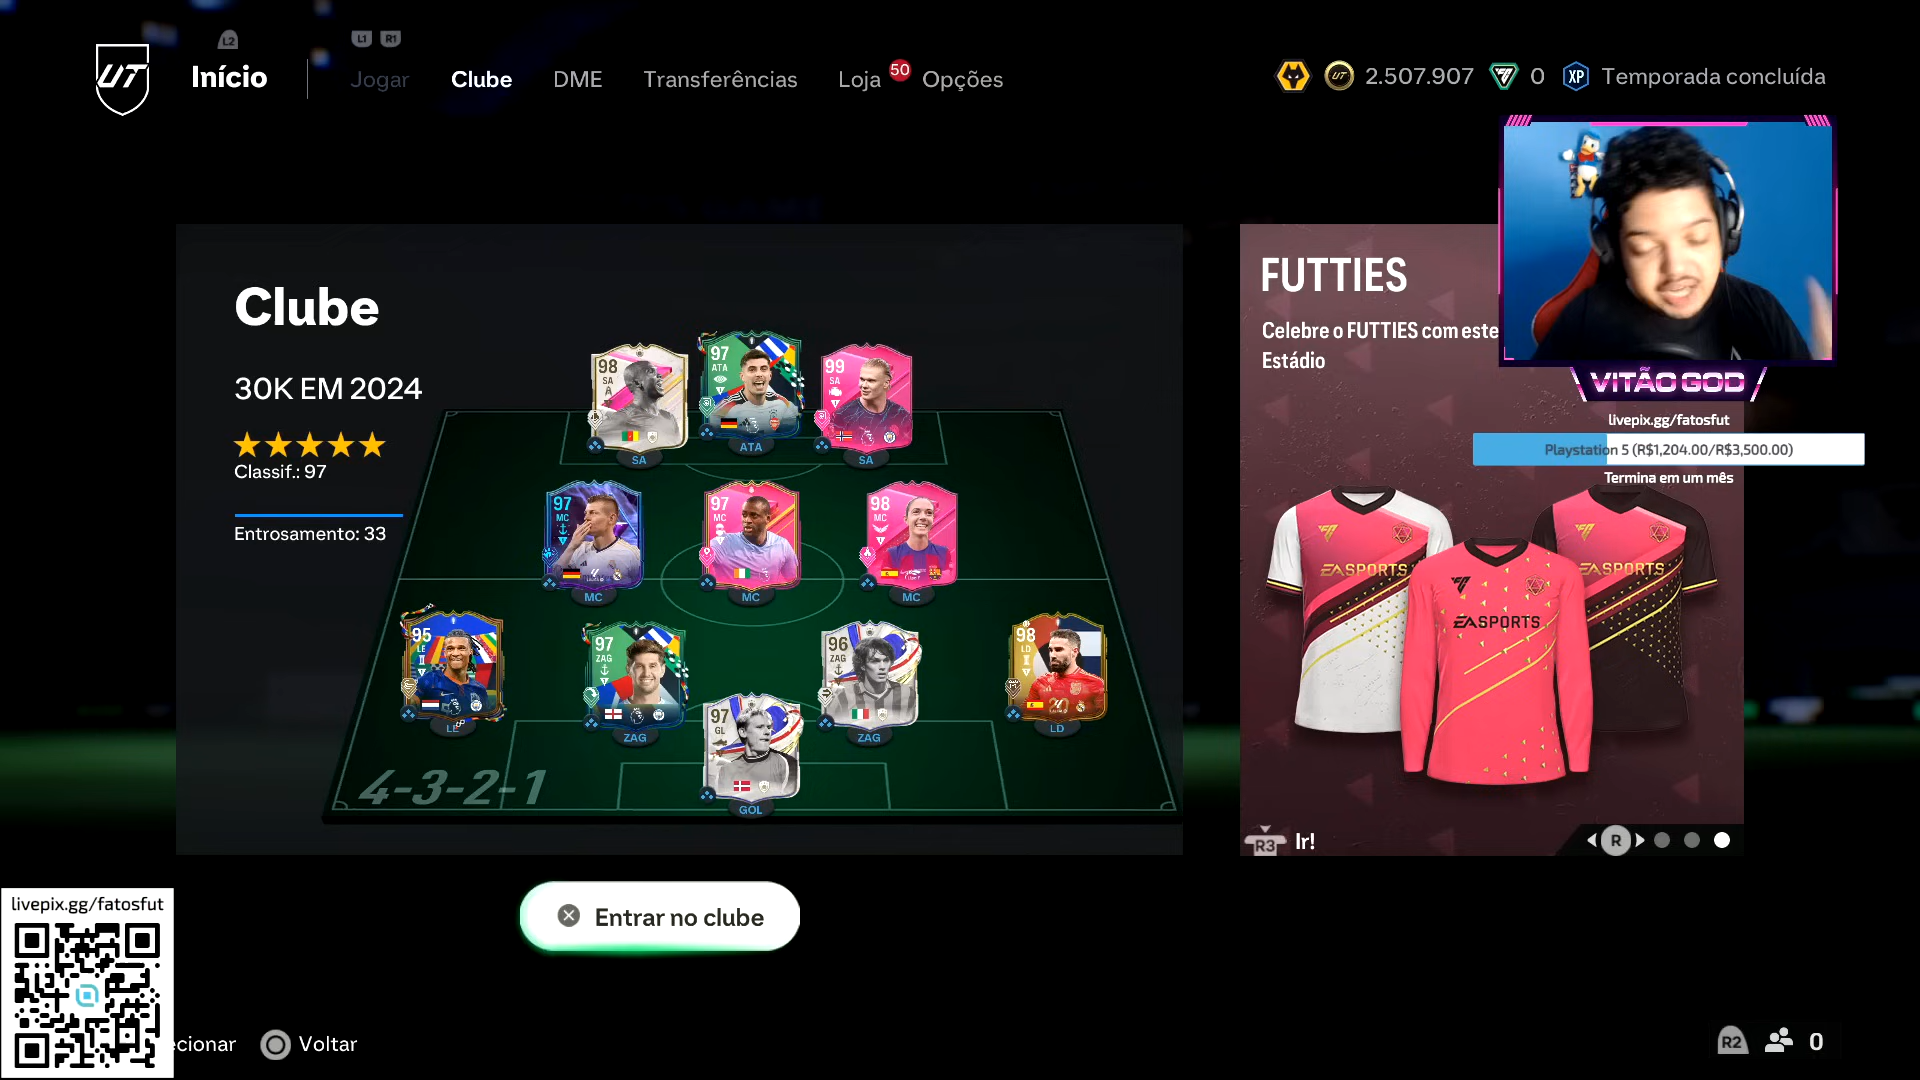 L2
L1 R1
UT
Início
Jogar
Clube
DME
Transferências
Loja
50
Opções
UT
2.507.907
0
XP
Temporada concluída
Clube
30K EM 2024
Classif.: 97
Entrosamento: 33
98
SA
SA
97
ATA
ATA
99
SA
SA
97
MC
MC
97
MC
MC
98
MC
MC
95
LE
LE
97
ZAG
ZAG
96
ZAG
ZAG
98
LD
LD
97
GL
GOL
4-3-2-1
FUTTIES
Celebre o FUTTIES com este
Estádio
VITÃO GOD
livepix.gg/fatosfut
Playstation 5 (R$1,204.00/R$3,500.00)
Termina em um mês
EA SPORTS
EA SPORTS
EA SPORTS
R3
Ir!
R
Entrar no clube
livepix.gg/fatosfut
ecionar
Voltar
R2
0